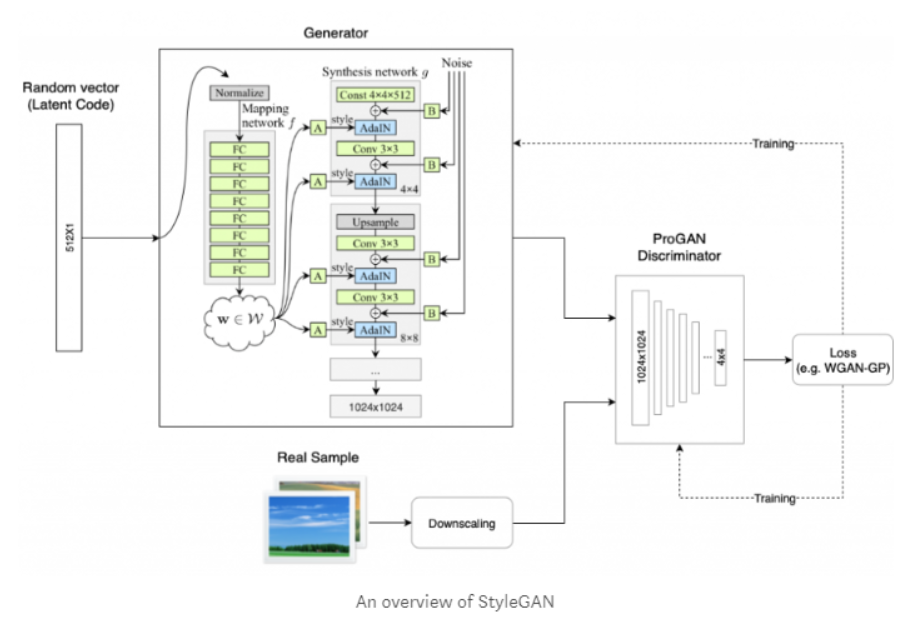 Generator
Random vector
(Latent Code)
512X1
Normalize
Mapping
network f
FC
FC
FC
FC
FC
FC
FC
FC
w ∈ W
Synthesis network g
Noise
Const 4×4×512
B
A
style
AdaIN
Conv 3×3
B
A
style
AdaIN
4×4
Upsample
Conv 3×3
B
A
style
AdaIN
Conv 3×3
B
A
style
AdaIN
8×8
...
1024x1024
Training
ProGAN
Discriminator
1024x1024
...
4x4
Loss
(e.g. WGAN-GP)
Training
Real Sample
Downscaling
An overview of StyleGAN